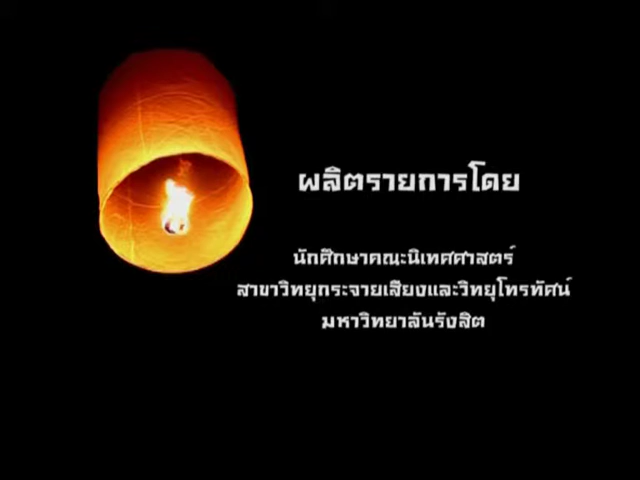 ผลิตรายการโดย
นักศึกษาคณะนิเทศศาสตร์
สาขาวิทยุกระจายเสียงและวิทยุโทรทัศน์
มหาวิทยาลันรังสิต